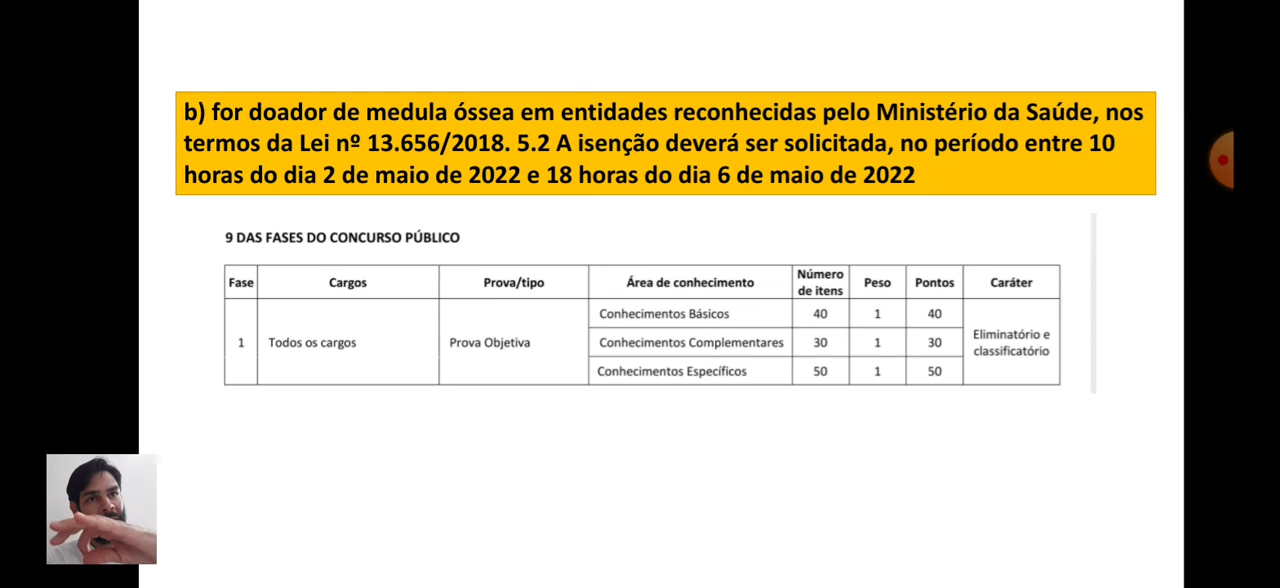 b) for doador de medula óssea em entidades reconhecidas pelo Ministério da Saúde, nos
termos da Lei nº 13.656/2018. 5.2 A isenção deverá ser solicitada, no período entre 10
horas do dia 2 de maio de 2022 e 18 horas do dia 6 de maio de 2022
9 DAS FASES DO CONCURSO PÚBLICO
Fase Cargos Prova/tipo Área de conhecimento Número de itens Peso Pontos Caráter
1 Todos os cargos Prova Objetiva
Conhecimentos Básicos 40 1 40
Conhecimentos Complementares 30 1 30
Conhecimentos Específicos 50 1 50
Eliminatório e
classificatório